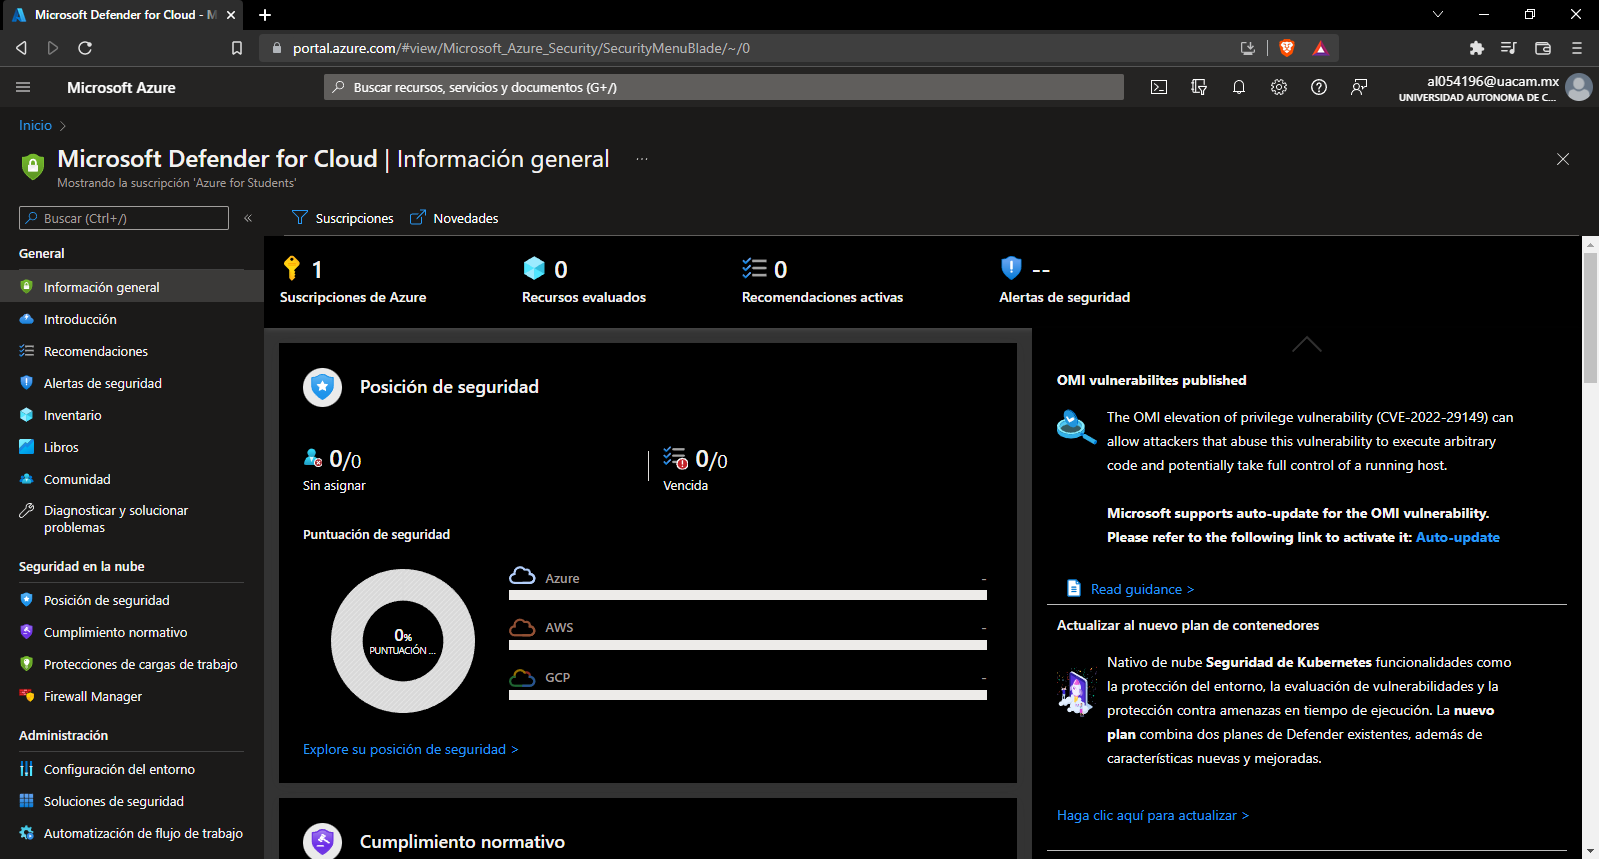 Microsoft Defender for Cloud - M
portal.azure.com/#view/Microsoft_Azure_Security/SecurityMenuBlade/~/0
Microsoft Azure
Buscar recursos, servicios y documentos (G+/)
al054196@uacam.mx
UNIVERSIDAD AUTONOMA DE C...
Inicio >
Microsoft Defender for Cloud | Información general ...
Mostrando la suscripción 'Azure for Students'
Buscar (Ctrl+/)
«
Suscripciones
Novedades
General
Información general
Introducción
Recomendaciones
Alertas de seguridad
Inventario
Libros
Comunidad
Diagnosticar y solucionar
problemas
Seguridad en la nube
Posición de seguridad
Cumplimiento normativo
Protecciones de cargas de trabajo
Firewall Manager
Administración
Configuración del entorno
Soluciones de seguridad
Automatización de flujo de trabajo
1
Suscripciones de Azure
0
Recursos evaluados
0
Recomendaciones activas
--
Alertas de seguridad
Posición de seguridad
0/0
Sin asignar
0/0
Vencida
Puntuación de seguridad
0%
PUNTUACIÓN ...
Azure -
AWS -
GCP -
Explore su posición de seguridad >
Cumplimiento normativo
OMI vulnerabilites published
The OMI elevation of privilege vulnerability (CVE-2022-29149) can
allow attackers that abuse this vulnerability to execute arbitrary
code and potentially take full control of a running host.
Microsoft supports auto-update for the OMI vulnerability.
Please refer to the following link to activate it: Auto-update
Read guidance >
Actualizar al nuevo plan de contenedores
Nativo de nube Seguridad de Kubernetes funcionalidades como
la protección del entorno, la evaluación de vulnerabilidades y la
protección contra amenazas en tiempo de ejecución. La nuevo
plan combina dos planes de Defender existentes, además de
características nuevas y mejoradas.
Haga clic aquí para actualizar >